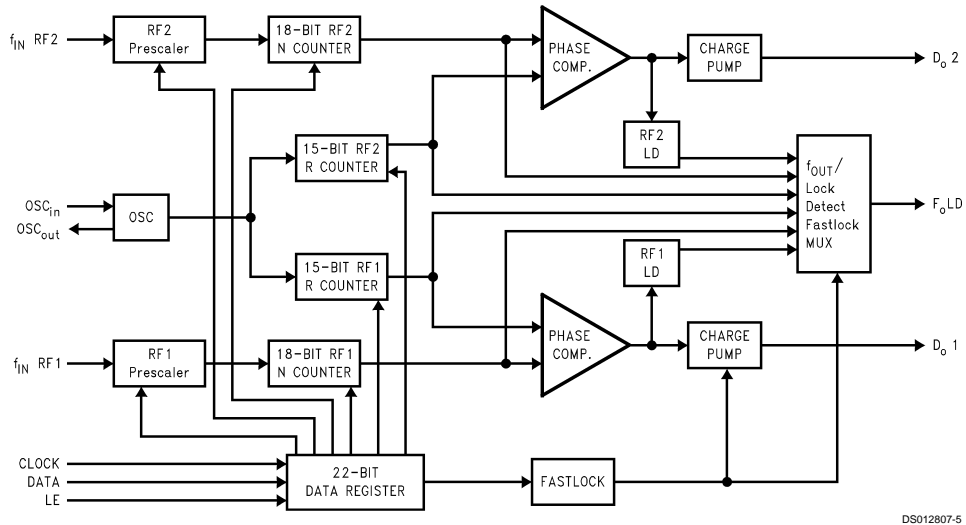 f_IN RF2
RF2
Prescaler
18-BIT RF2
N COUNTER
PHASE
COMP.
CHARGE
PUMP
D_o 2
RF2
LD
15-BIT RF2
R COUNTER
OSC_in
OSC_out
OSC
f_OUT/
Lock
Detect
Fastlock
MUX
F_oLD
15-BIT RF1
R COUNTER
RF1
LD
f_IN RF1
RF1
Prescaler
18-BIT RF1
N COUNTER
PHASE
COMP.
CHARGE
PUMP
D_o 1
CLOCK
DATA
LE
22-BIT
DATA REGISTER
FASTLOCK
DS012807-5